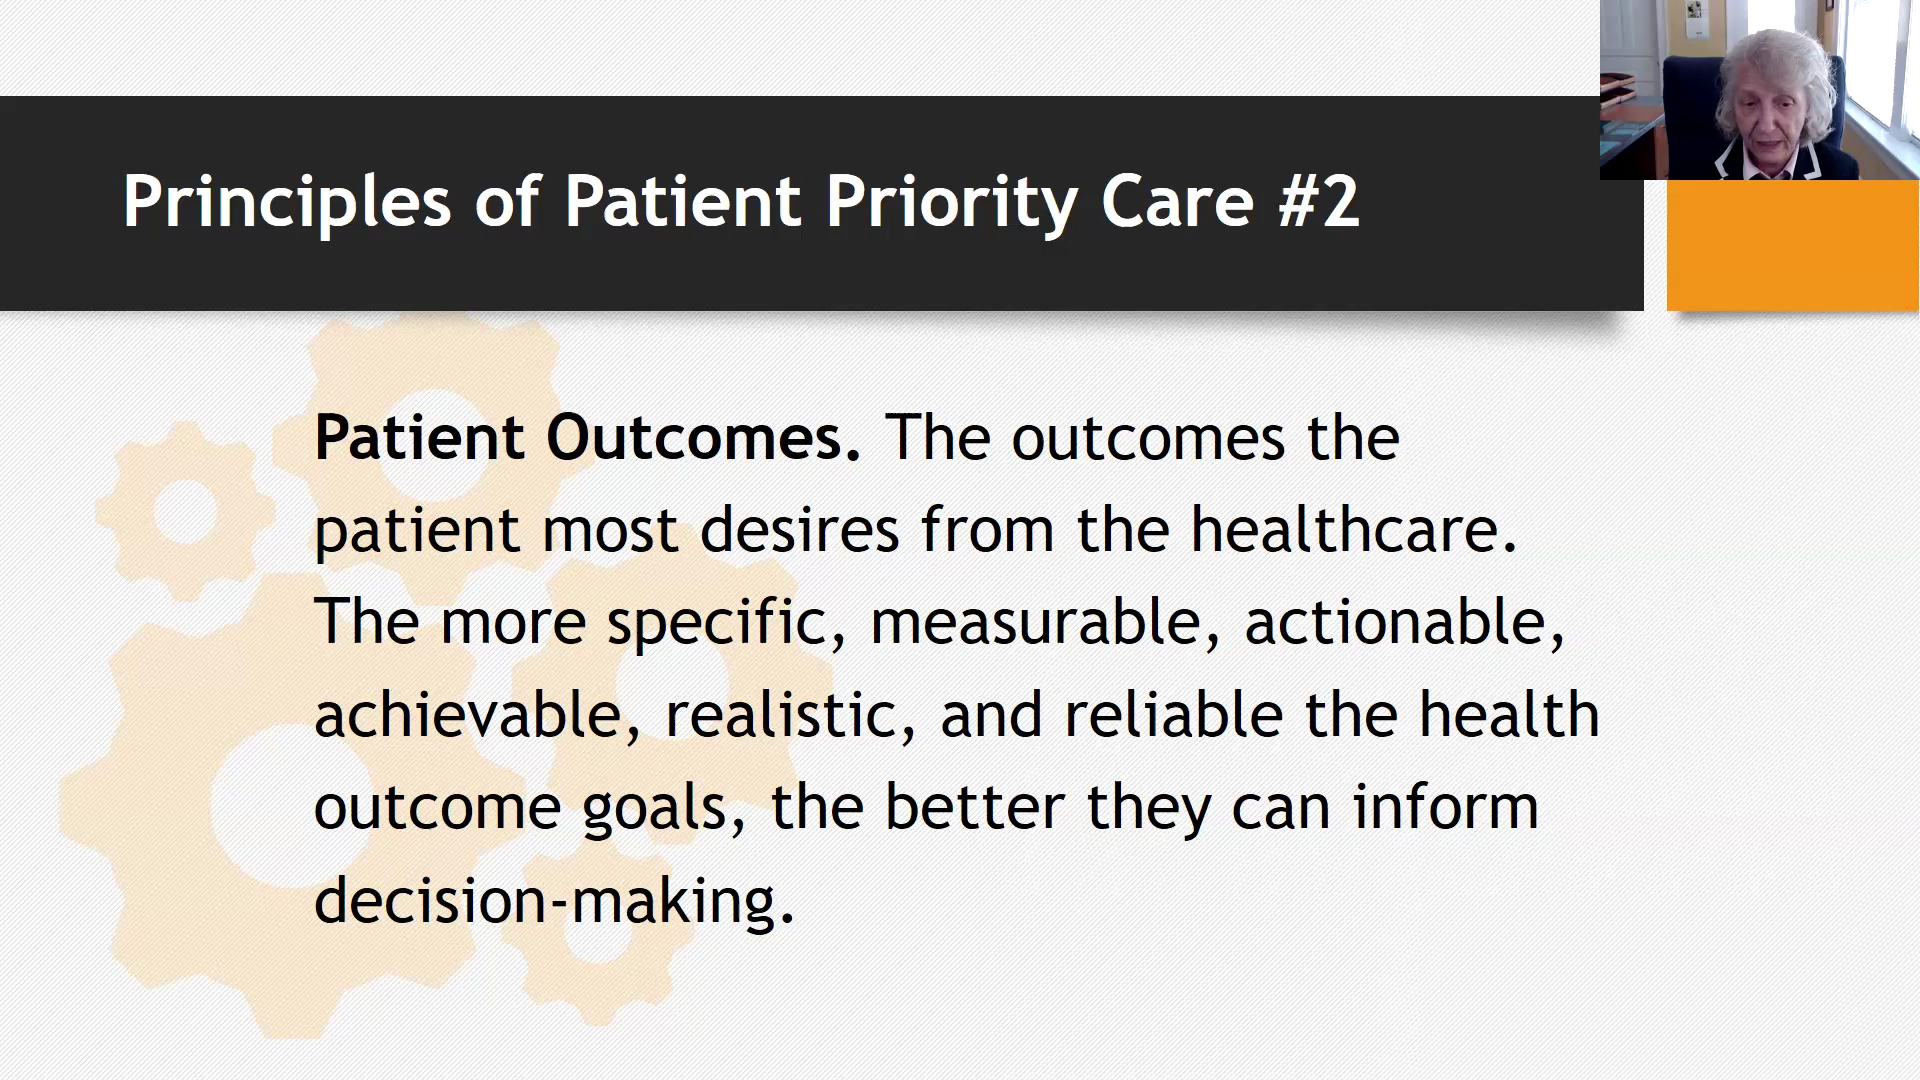 Principles of Patient Priority Care #2
Patient Outcomes. The outcomes the
patient most desires from the healthcare.
The more specific, measurable, actionable,
achievable, realistic, and reliable the health
outcome goals, the better they can inform
decision-making.